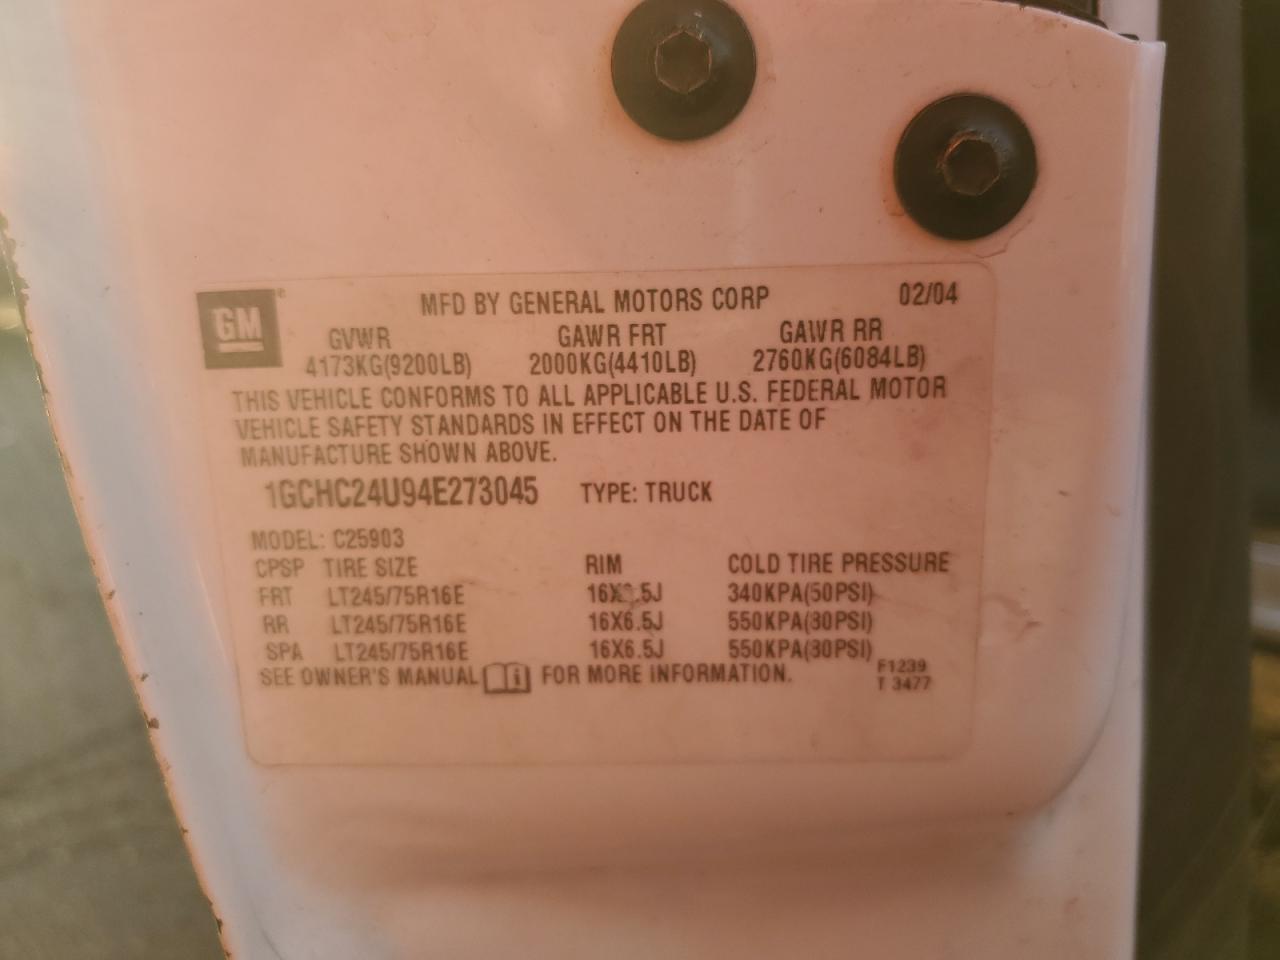 GM® MFD BY GENERAL MOTORS CORP 02/04
GVWR GAWR FRT GAWR RR
4173KG(9200LB) 2000KG(4410LB) 2760KG(6084LB)
THIS VEHICLE CONFORMS TO ALL APPLICABLE U.S. FEDERAL MOTOR
VEHICLE SAFETY STANDARDS IN EFFECT ON THE DATE OF
MANUFACTURE SHOWN ABOVE.
1GCHC24U94E273045 TYPE: TRUCK
MODEL: C25903
CPSP TIRE SIZE RIM COLD TIRE PRESSURE
FRT LT245/75R16E 340KPA(50PSI)
RR LT245/75R16E 16X6.5J 550KPA(30PSI)
SPA LT245/75R16E 16X6.5J 550KPA(30PSI)
SEE OWNER'S MANUAL i FOR MORE INFORMATION. F1239
T 3477